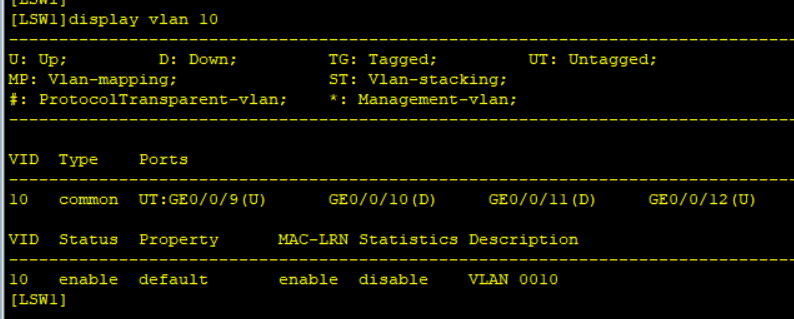 [LSW1]
[LSW1]display vlan 10
--------------------------------------------------------------------------------
U: Up;         D: Down;         TG: Tagged;         UT: Untagged;
MP: Vlan-mapping;               ST: Vlan-stacking;
#: ProtocolTransparent-vlan;    *: Management-vlan;
--------------------------------------------------------------------------------
VID  Type    Ports
--------------------------------------------------------------------------------
10   common  UT:GE0/0/9(U)      GE0/0/10(D)     GE0/0/11(D)     GE0/0/12(U)
VID  Status  Property      MAC-LRN Statistics Description
--------------------------------------------------------------------------------
10   enable  default       enable  disable    VLAN 0010
[LSW1]